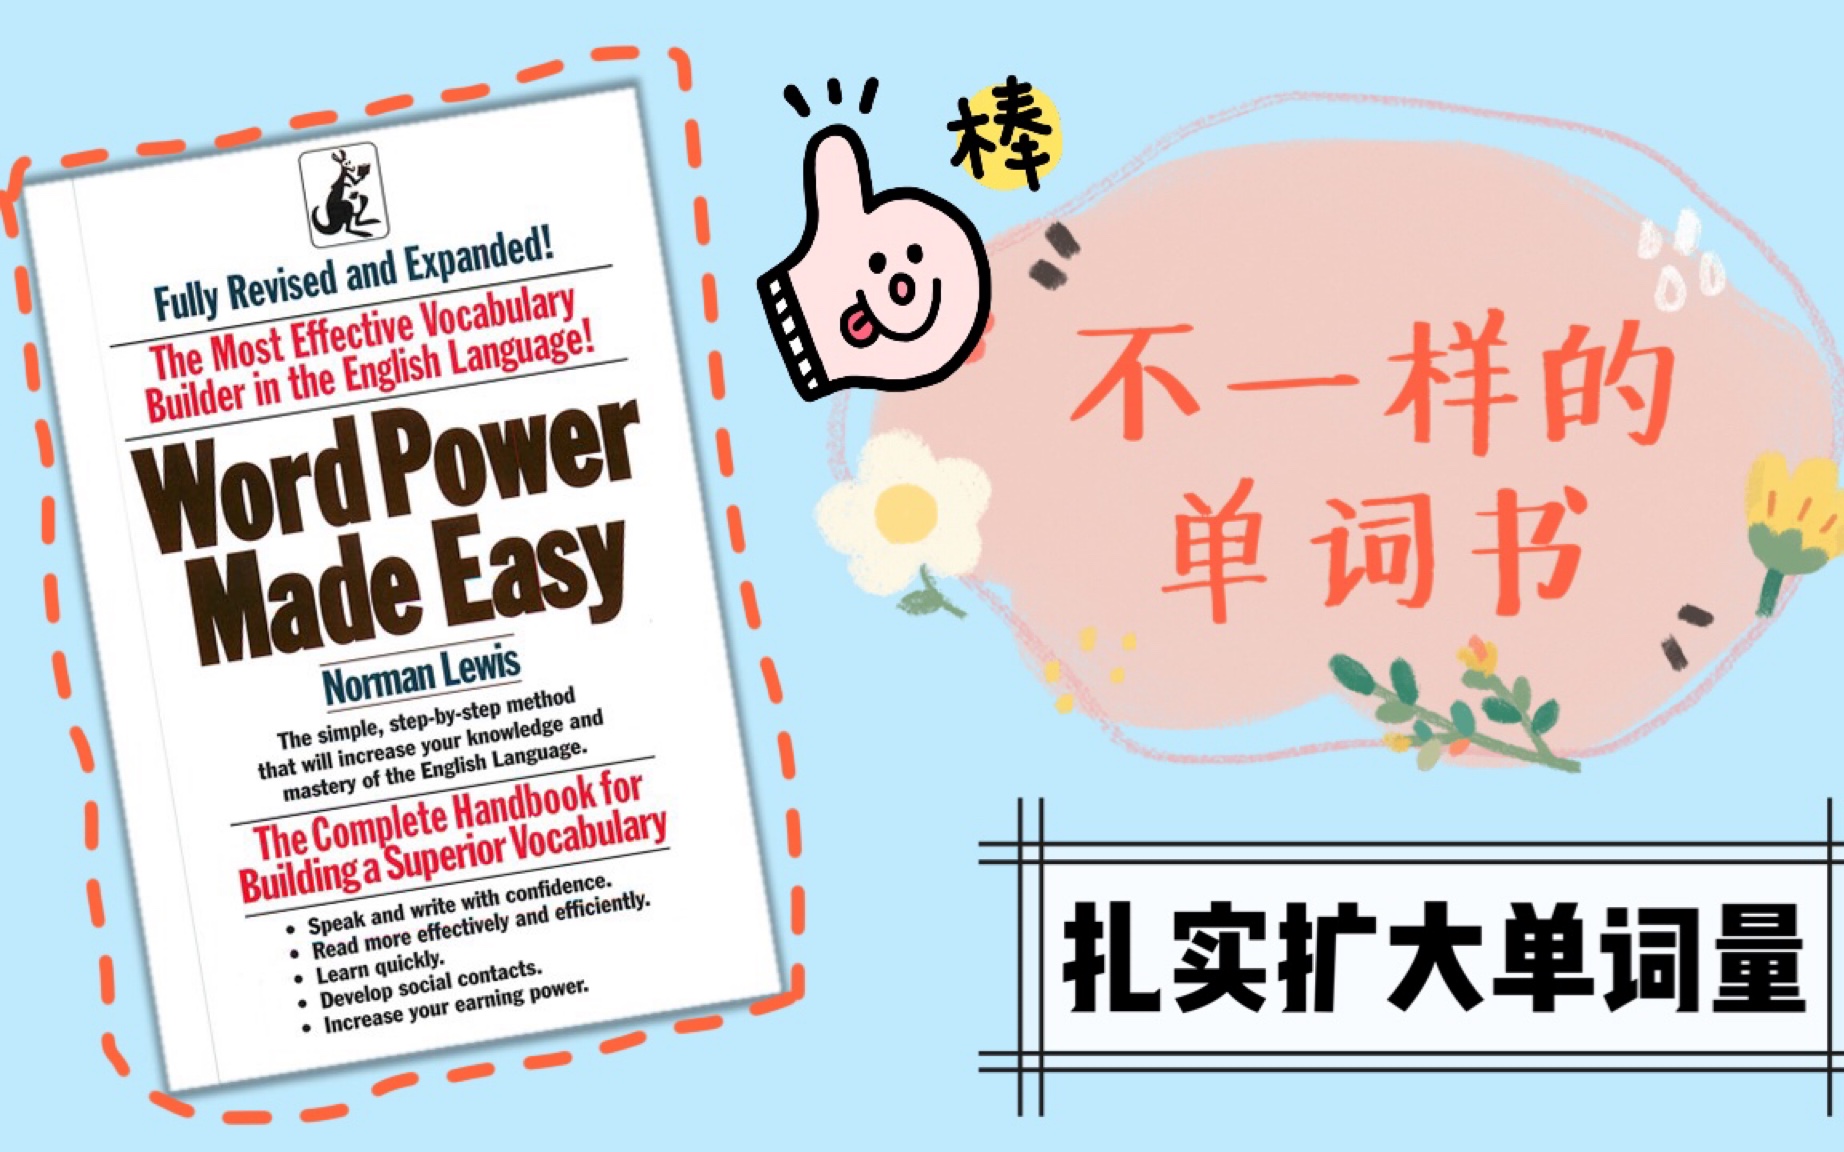 Fully Revised and Expanded!
The Most Effective Vocabulary
Builder in the English Language!
Word Power
Made Easy
Norman Lewis
The simple, step-by-step method
that will increase your knowledge and
mastery of the English Language.
The Complete Handbook for
Building a Superior Vocabulary
• Speak and write with confidence.
• Read more effectively and efficiently.
• Learn quickly.
• Develop social contacts.
• Increase your earning power.
棒
不一样的
单词书
扎实扩大单词量